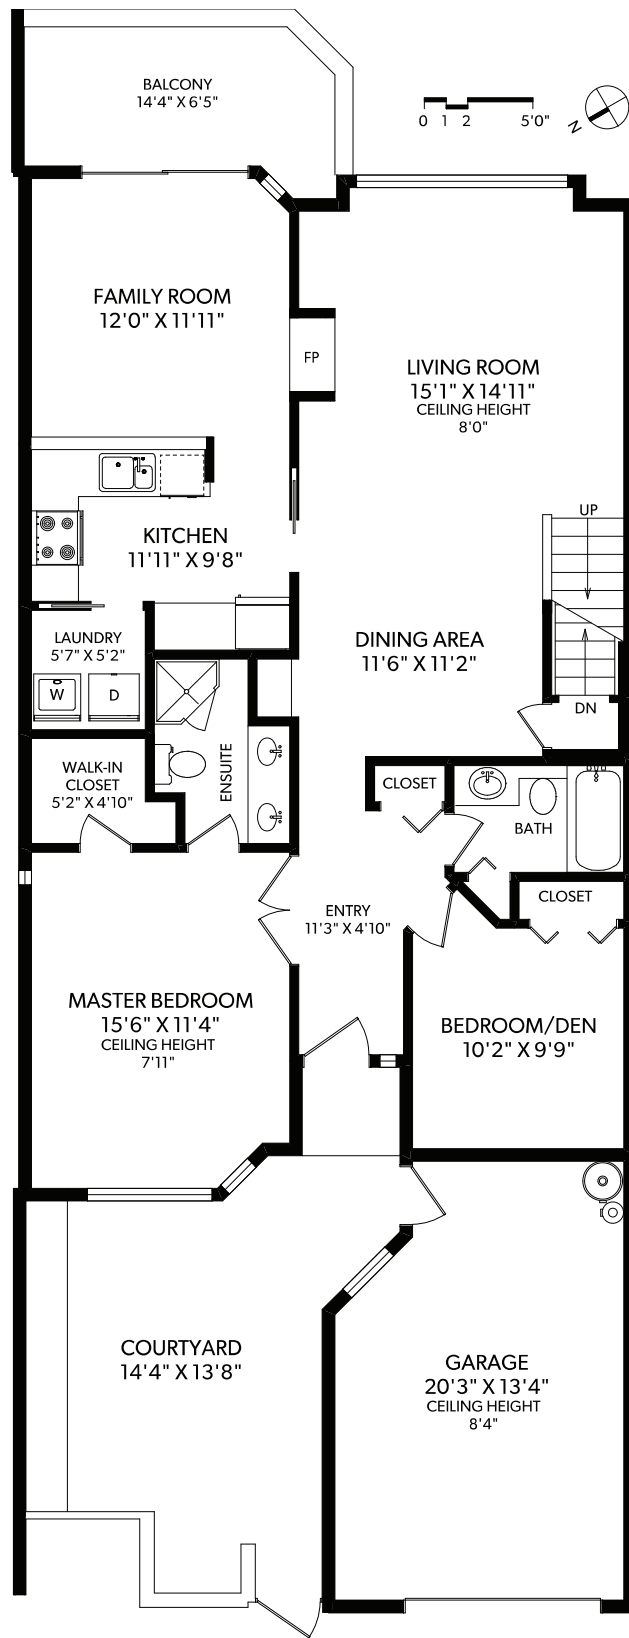 BALCONY
14'4" X 6'5"
0 1 2 5'0"
N
FAMILY ROOM
12'0" X 11'11"
FP
LIVING ROOM
15'1" X 14'11"
CEILING HEIGHT
8'0"
UP
KITCHEN
11'11" X 9'8"
LAUNDRY
5'7" X 5'2"
W
D
DINING AREA
11'6" X 11'2"
DN
WALK-IN
CLOSET
5'2" X 4'10"
ENSUITE
CLOSET
BATH
CLOSET
ENTRY
11'3" X 4'10"
MASTER BEDROOM
15'6" X 11'4"
CEILING HEIGHT
7'11"
BEDROOM/DEN
10'2" X 9'9"
COURTYARD
14'4" X 13'8"
GARAGE
20'3" X 13'4"
CEILING HEIGHT
8'4"